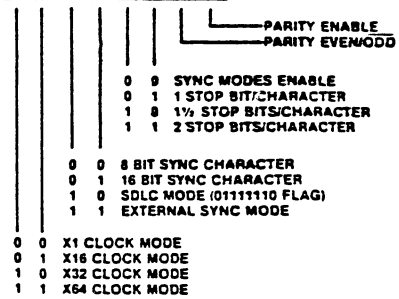 PARITY ENABLE
PARITY EVEN/ODD
0 0 SYNC MODES ENABLE
0 1 1 STOP BIT/CHARACTER
1 0 1½ STOP BITS/CHARACTER
1 1 2 STOP BITS/CHARACTER
0 0 8 BIT SYNC CHARACTER
0 1 16 BIT SYNC CHARACTER
1 0 SDLC MODE (01111110 FLAG)
1 1 EXTERNAL SYNC MODE
0 0 X1 CLOCK MODE
0 1 X16 CLOCK MODE
1 0 X32 CLOCK MODE
1 1 X64 CLOCK MODE